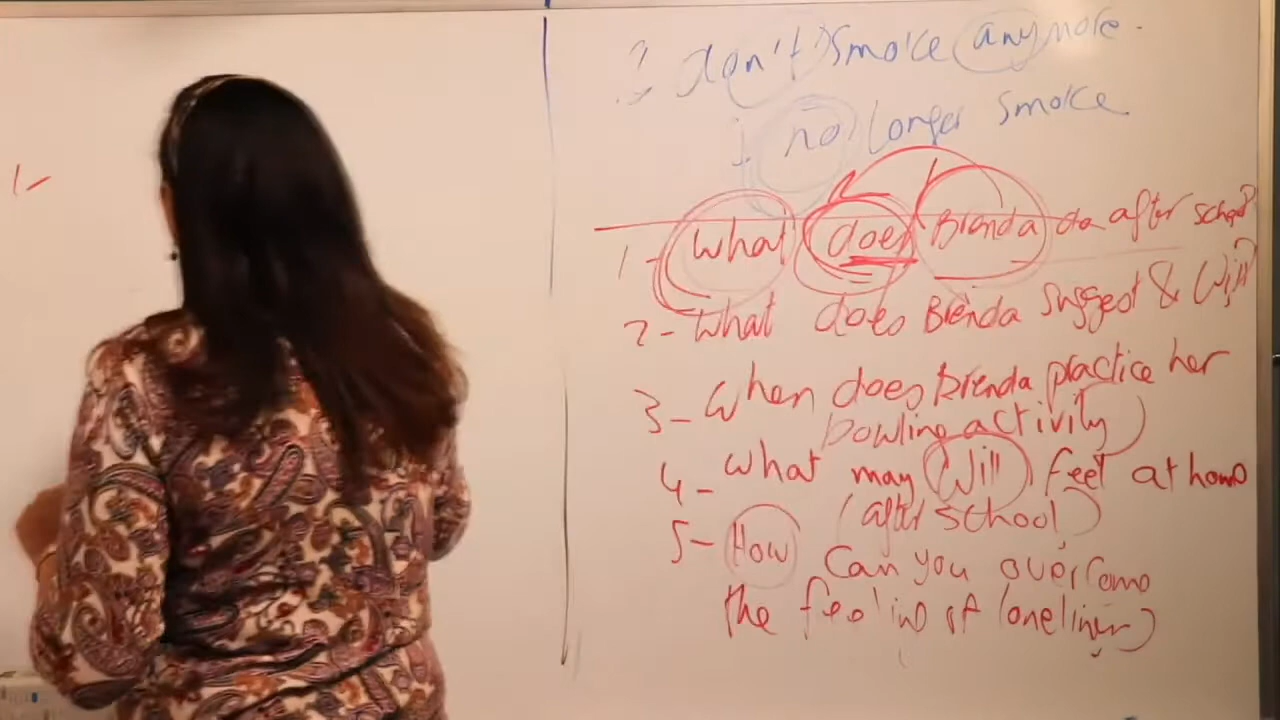 1-
I don't smoke anymore.
I no longer smoke
1- What does Brenda do after school?
2- What does Brenda suggest & Will?
3- When does Brenda practice her
bowling activity?
4- What may Will feel at home
(after school)
5- How can you overcome
the feeling of loneliness?